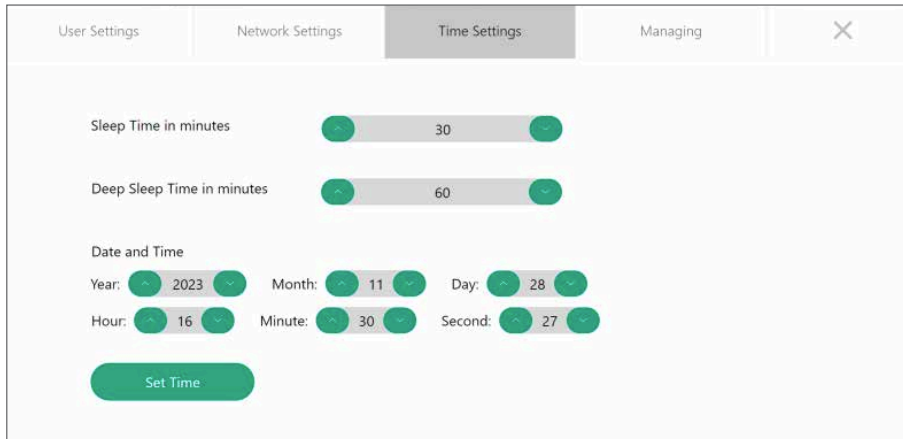 User Settings Network Settings Time Settings Managing
Sleep Time in minutes 30
Deep Sleep Time in minutes 60
Date and Time
Year: 2023 Month: 11 Day: 28
Hour: 16 Minute: 30 Second: 27
Set Time